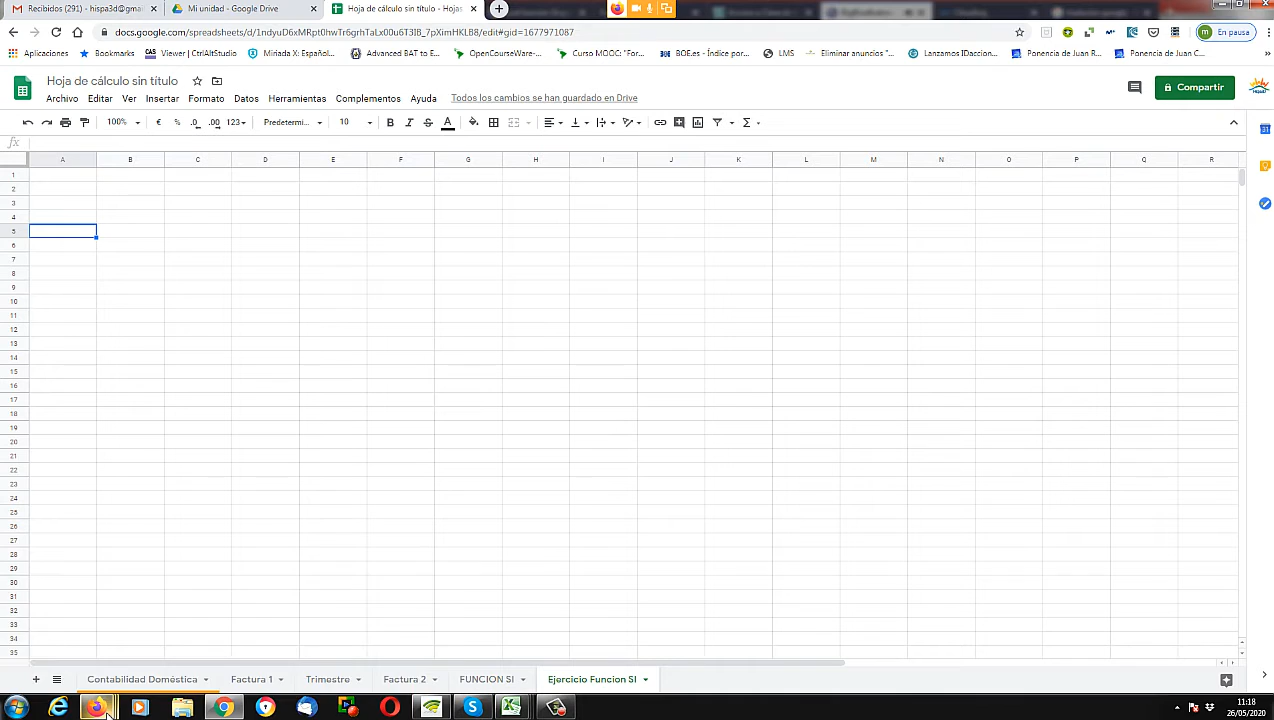 Recibidos (291) - hispa3d@gma
Mi unidad - Google Drive
Hoja de cálculo sin título - Hojas
docs.google.com/spreadsheets/d/1ndyuD6xMRpt0hwTr6grhTaLx00u6T3IB_7pXimHKLB8/edit#gid=1677971087
En pausa
Aplicaciones
Bookmarks
Viewer | CtrlAltStudio
Miríada X: Español...
Advanced BAT to E...
OpenCourseWare-...
Curso MOOC: "For...
BOE.es - Índice por...
LMS
Eliminar anuncios "...
Lanzamos IDaccion...
Ponencia de Juan R...
Ponencia de Juan C...
Hoja de cálculo sin título
Archivo Editar Ver Insertar Formato Datos Herramientas Complementos Ayuda
Todos los cambios se han guardado en Drive
Compartir
100% € % .0 .00 123 Predetermi... 10 B I S A Σ
fx
A B C D E F G H I J K L M N O P Q R
1
2
3
4
5
6
7
8
9
10
11
12
13
14
15
16
17
18
19
20
21
22
23
24
25
26
27
28
29
30
31
32
33
34
35
Contabilidad Doméstica
Factura 1
Trimestre
Factura 2
FUNCION SI
Ejercicio Funcion SI
11:18
26/05/2020